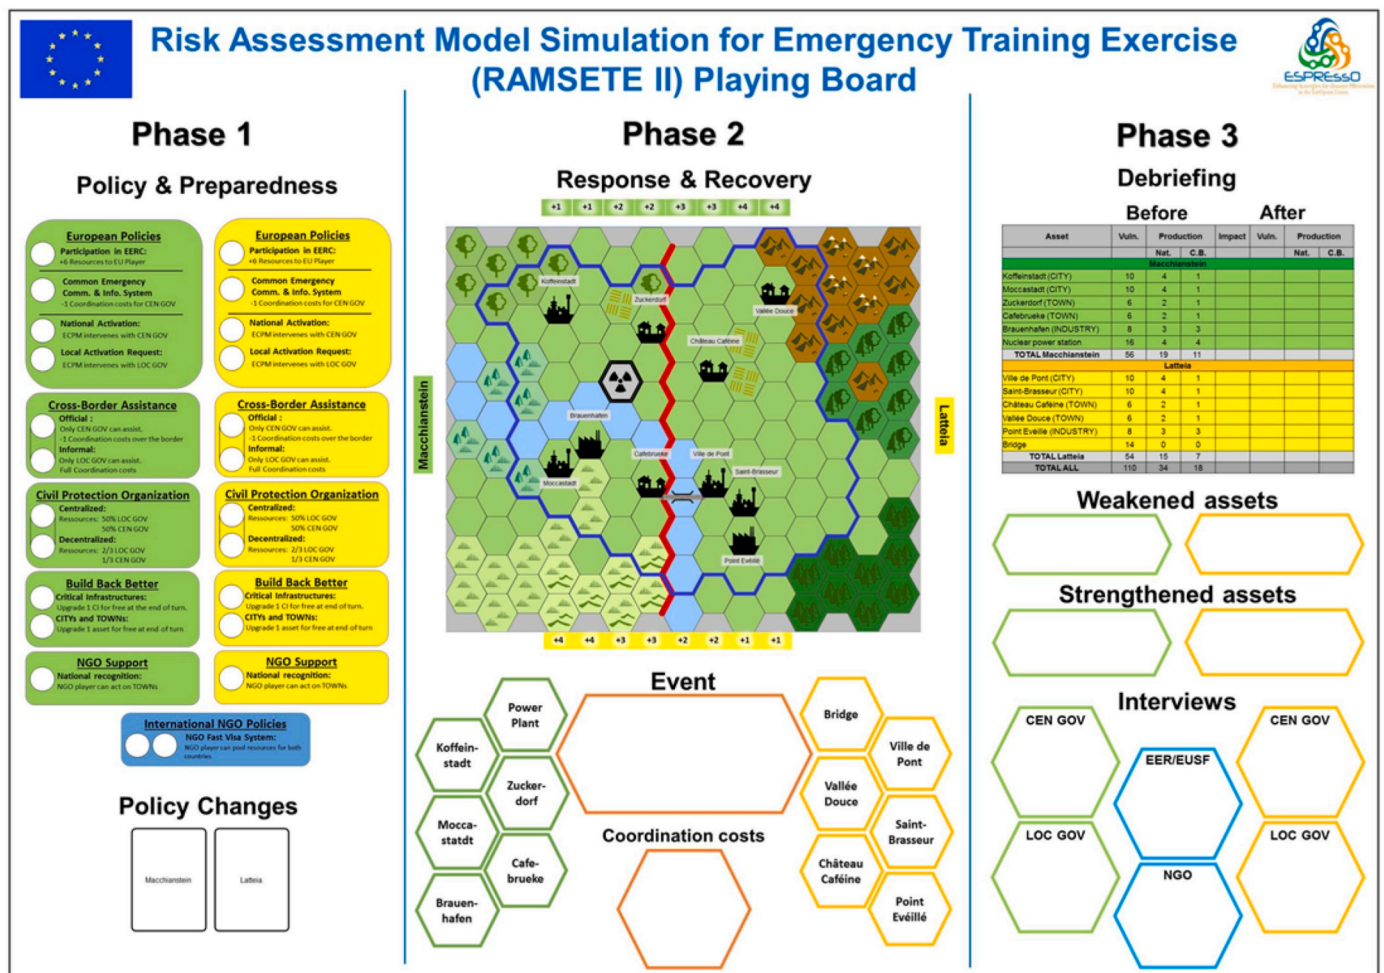 Risk Assessment Model Simulation for Emergency Training Exercise
(RAMSETE II) Playing Board
ESPRESSO
Enhancing Synergies for disaster PREvention
in the EurOpean Union
Phase 1
Policy & Preparedness
European Policies
Participation in EERC:
+6 Resources to EU Player
Common Emergency
Comm. & Info. System
-1 Coordination costs for CEN GOV
National Activation:
ECPM intervenes with CEN GOV
Local Activation Request:
ECPM intervenes with LOC GOV
European Policies
Participation in EERC:
+6 Resources to EU Player
Common Emergency
Comm. & Info. System
-1 Coordination costs for CEN GOV
National Activation:
ECPM intervenes with CEN GOV
Local Activation Request:
ECPM intervenes with LOC GOV
Cross-Border Assistance
Official :
Only CEN GOV can assist.
-1 Coordination costs over the border
Informal:
Only LOC GOV can assist.
Full Coordination costs
Cross-Border Assistance
Official :
Only CEN GOV can assist.
-1 Coordination costs over the border
Informal:
Only LOC GOV can assist.
Full Coordination costs
Civil Protection Organization
Centralized:
Ressources: 50% LOC GOV
50% CEN GOV
Decentralized:
Ressources: 2/3 LOC GOV
1/3 CEN GOV
Civil Protection Organization
Centralized:
Ressources: 50% LOC GOV
50% CEN GOV
Decentralized:
Ressources: 2/3 LOC GOV
1/3 CEN GOV
Build Back Better
Critical Infrastructures:
Upgrade 1 CI for free at the end of turn.
CITYs and TOWNs:
Upgrade 1 asset for free at end of turn
Build Back Better
Critical Infrastructures:
Upgrade 1 CI for free at end of turn.
CITYs and TOWNs:
Upgrade 1 asset for free at end of turn
NGO Support
National recognition:
NGO player can act on TOWNs
NGO Support
National recognition:
NGO player can act on TOWNs
International NGO Policies
NGO Fast Visa System:
NGO player can pool resources for both
countries
Policy Changes
Macchianstein
Latteia
Phase 2
Response & Recovery
+1 +1 +2 +2 +3 +3 +4 +4
Macchianstein
Koffeinstadt
Zuckerdorf
Vallée Douce
Château Caféine
Brauenhafen
Cafebrueke
Ville de Pont
Saint-Brasseur
Moccastadt
Point Evéillé
Latteia
+4 +4 +3 +3 +2 +2 +1 +1
Event
Power
Plant
Koffein-
stadt
Zucker-
dorf
Mocca-
statdt
Cafe-
brueke
Brauen-
hafen
Coordination costs
Bridge
Ville de
Pont
Vallée
Douce
Saint-
Brasseur
Château
Caféine
Point
Evéillé
Phase 3
Debriefing
Before After
Asset Vuln. Production Impact Vuln. Production
Nat. C.B. Nat. C.B.
Macchianstein
Koffeinstadt (CITY) 10 4 1
Moccastadt (CITY) 10 4 1
Zuckerdorf (TOWN) 6 2 1
Cafebrueke (TOWN) 6 2 1
Brauenhafen (INDUSTRY) 8 3 3
Nuclear power station 16 4 4
TOTAL Macchianstein 56 19 11
Latteia
Ville de Pont (CITY) 10 4 1
Saint-Brasseur (CITY) 10 4 1
Château Caféine (TOWN) 6 2 1
Vallée Douce (TOWN) 6 2 1
Point Eveillé (INDUSTRY) 8 3 3
Bridge 14 0 0
TOTAL Latteia 54 15 7
TOTAL ALL 110 34 18
Weakened assets
Strengthened assets
Interviews
CEN GOV
EER/EUSF
CEN GOV
LOC GOV
NGO
LOC GOV